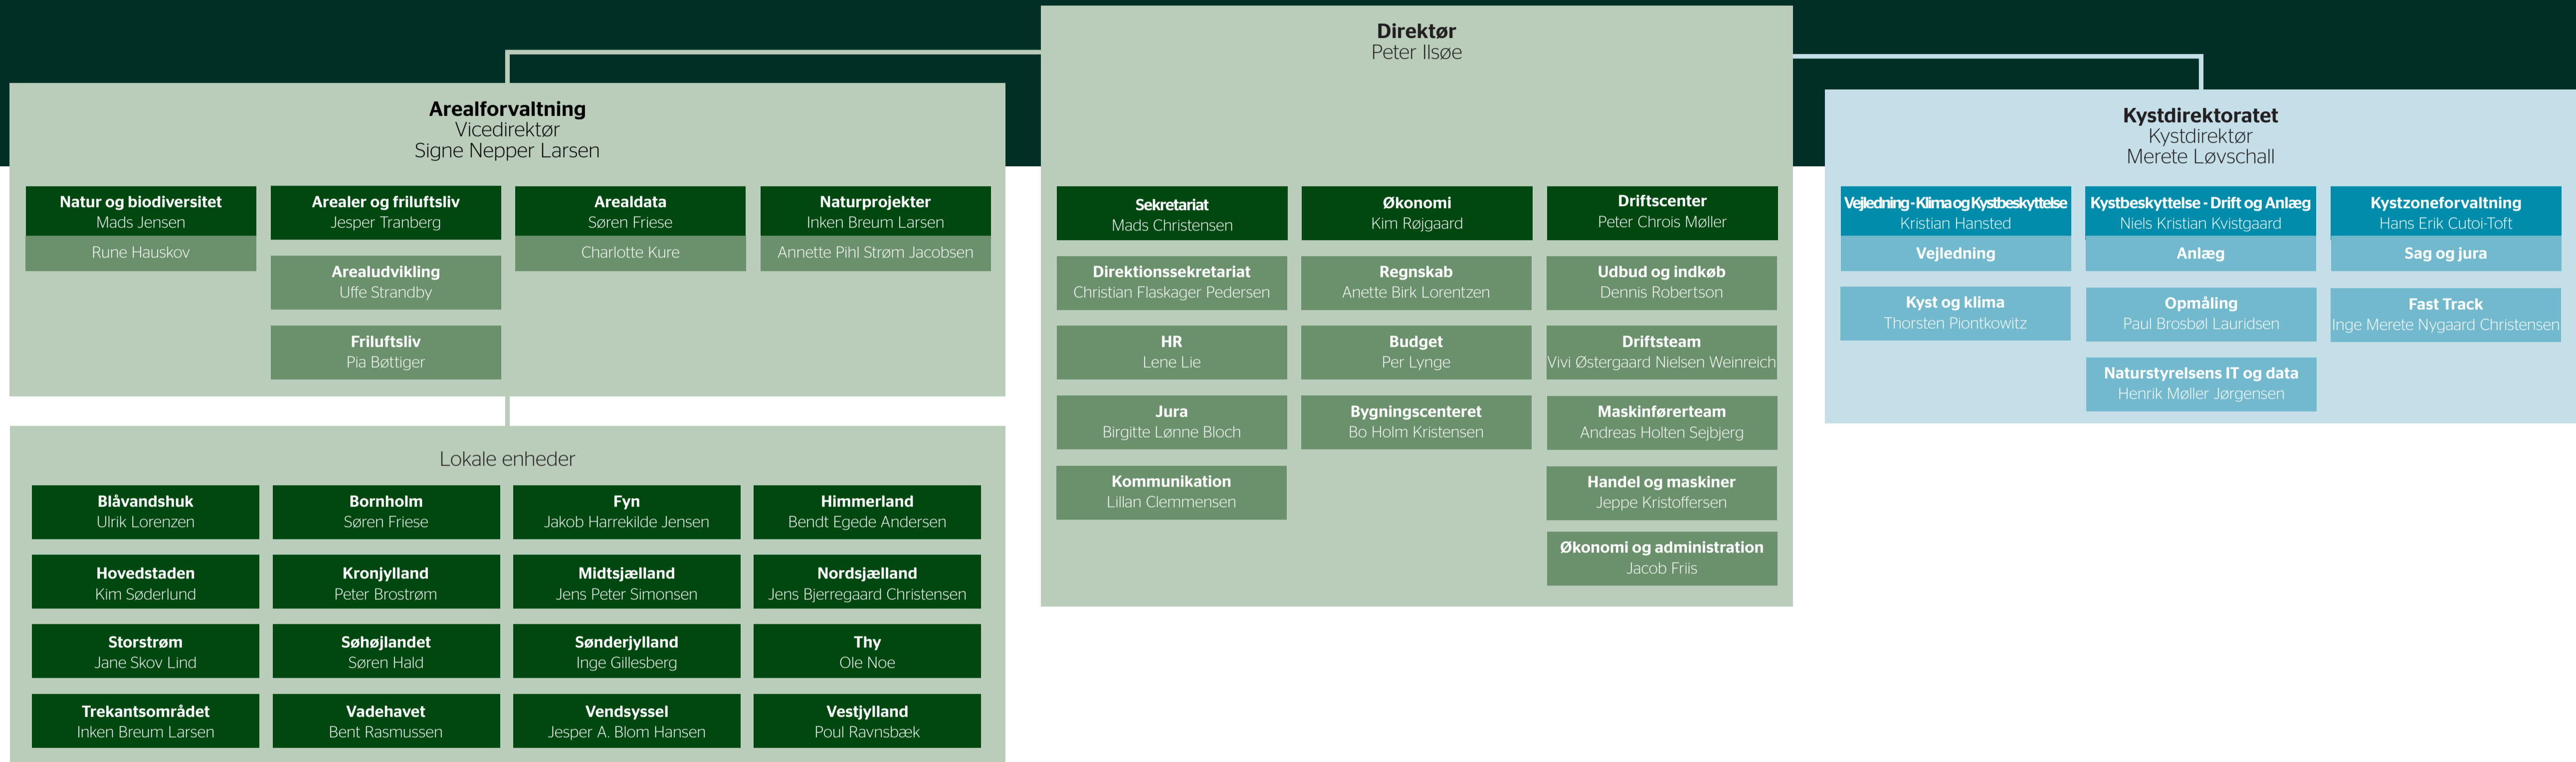 Direktør
Peter Ilsøe
Arealforvaltning
Vicedirektør
Signe Nepper Larsen
Natur og biodiversitet
Mads Jensen
Rune Hauskov
Arealer og friluftsliv
Jesper Tranberg
Arealudvikling
Uffe Strandby
Friluftsliv
Pia Bøttiger
Arealdata
Søren Friese
Charlotte Kure
Naturprojekter
Inken Breum Larsen
Annette Pihl Strøm Jacobsen
Lokale enheder
Blåvandshuk
Ulrik Lorenzen
Bornholm
Søren Friese
Fyn
Jakob Harrekilde Jensen
Himmerland
Bendt Egede Andersen
Hovedstaden
Kim Søderlund
Kronjylland
Peter Brostrøm
Midtsjælland
Jens Peter Simonsen
Nordsjælland
Jens Bjerregaard Christensen
Storstrøm
Jane Skov Lind
Søhøjlandet
Søren Hald
Sønderjylland
Inge Gillesberg
Thy
Ole Noe
Trekantsområdet
Inken Breum Larsen
Vadehavet
Bent Rasmussen
Vendsyssel
Jesper A. Blom Hansen
Vestjylland
Poul Ravnsbæk
Sekretariat
Mads Christensen
Direktionssekretariat
Christian Flaskager Pedersen
HR
Lene Lie
Jura
Birgitte Lønne Bloch
Kommunikation
Lillan Clemmensen
Økonomi
Kim Røjgaard
Regnskab
Anette Birk Lorentzen
Budget
Per Lynge
Bygningscenteret
Bo Holm Kristensen
Driftscenter
Peter Chrois Møller
Udbud og indkøb
Dennis Robertson
Driftsteam
Vivi Østergaard Nielsen Weinreich
Maskinførerteam
Andreas Holten Sejbjerg
Handel og maskiner
Jeppe Kristoffersen
Økonomi og administration
Jacob Friis
Kystdirektoratet
Kystdirektør
Merete Løvschall
Vejledning - Klima og Kystbeskyttelse
Kristian Hansted
Vejledning
Kyst og klima
Thorsten Piontkowitz
Kystbeskyttelse - Drift og Anlæg
Niels Kristian Kvistgaard
Anlæg
Opmåling
Paul Brosbøl Lauridsen
Naturstyrelsens IT og data
Henrik Møller Jørgensen
Kystzoneforvaltning
Hans Erik Cutoi-Toft
Sag og jura
Fast Track
Inge Merete Nygaard Christensen